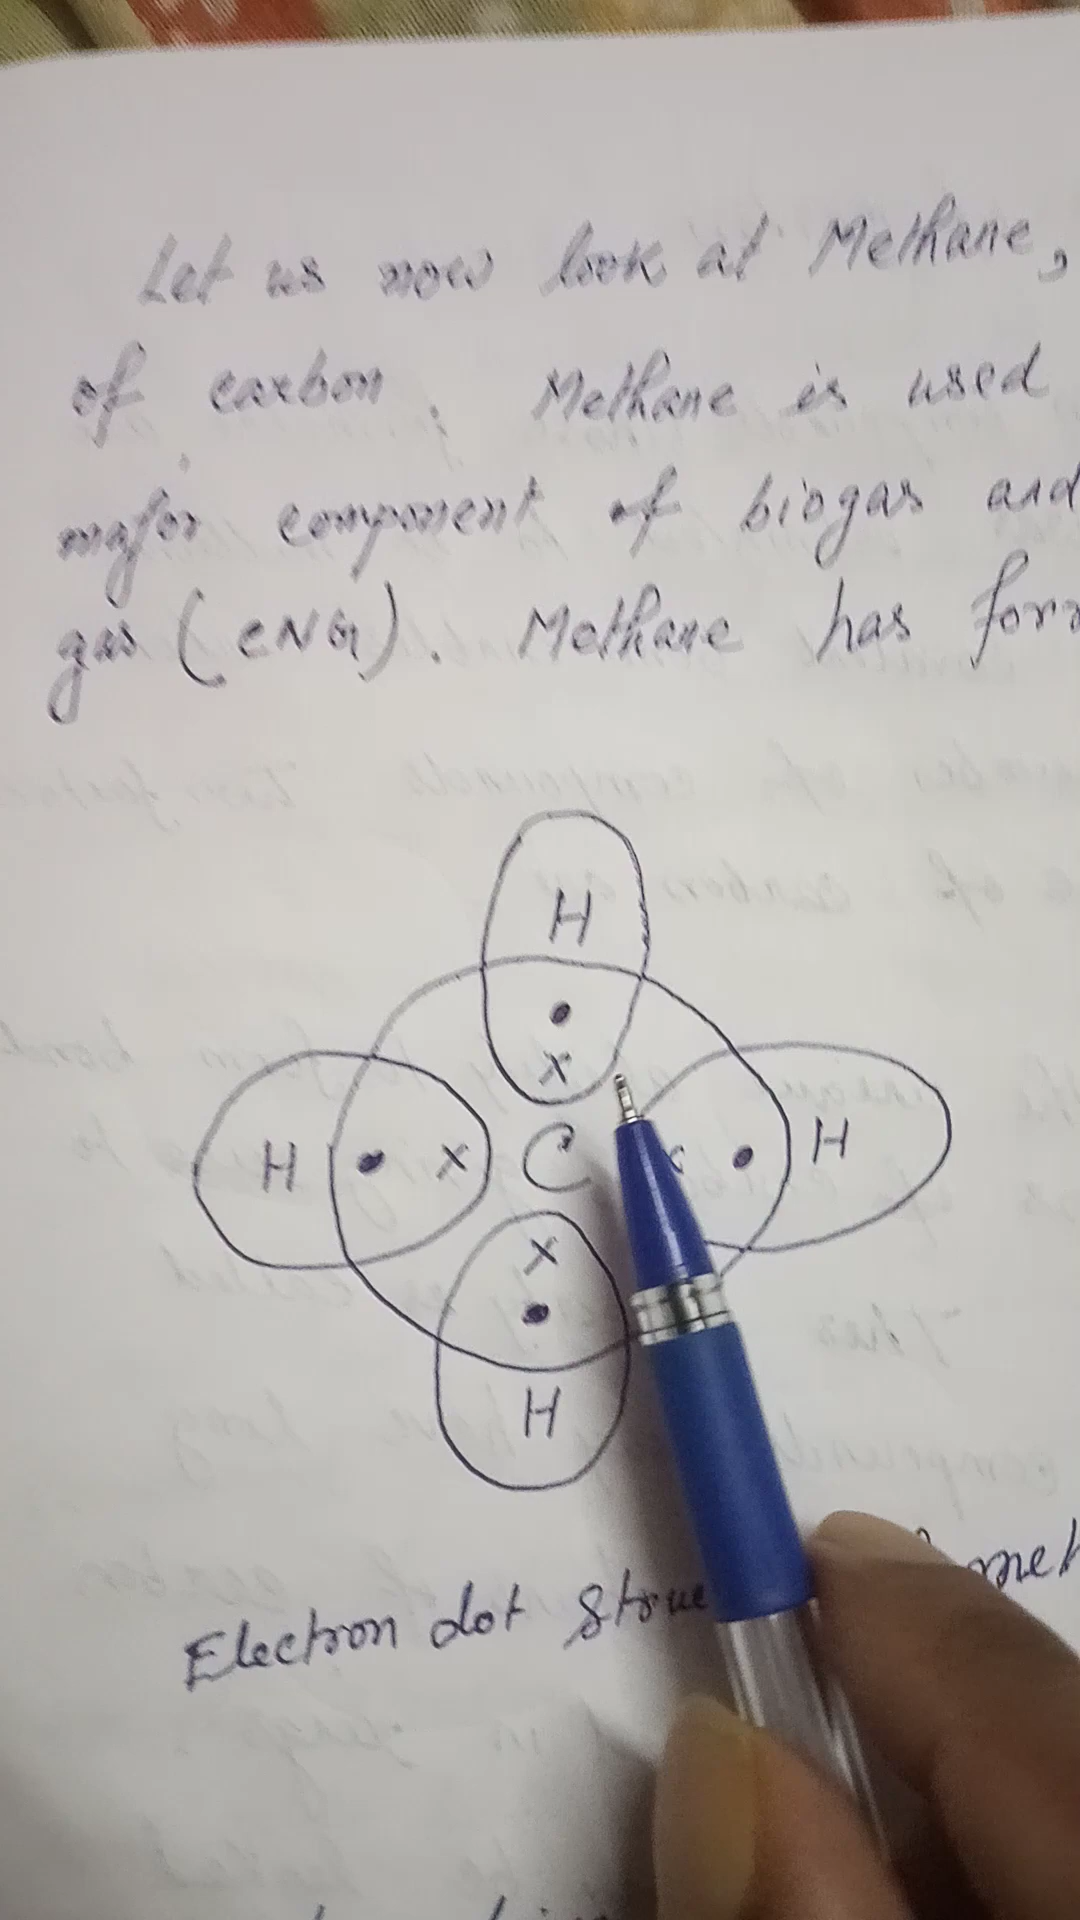 Let us now look at Methane,
of carbon. Methane is used
major component of biogas and
gas (CNG). Methane has
H
•
x
H • x C • H
x
•
H
Electron dot